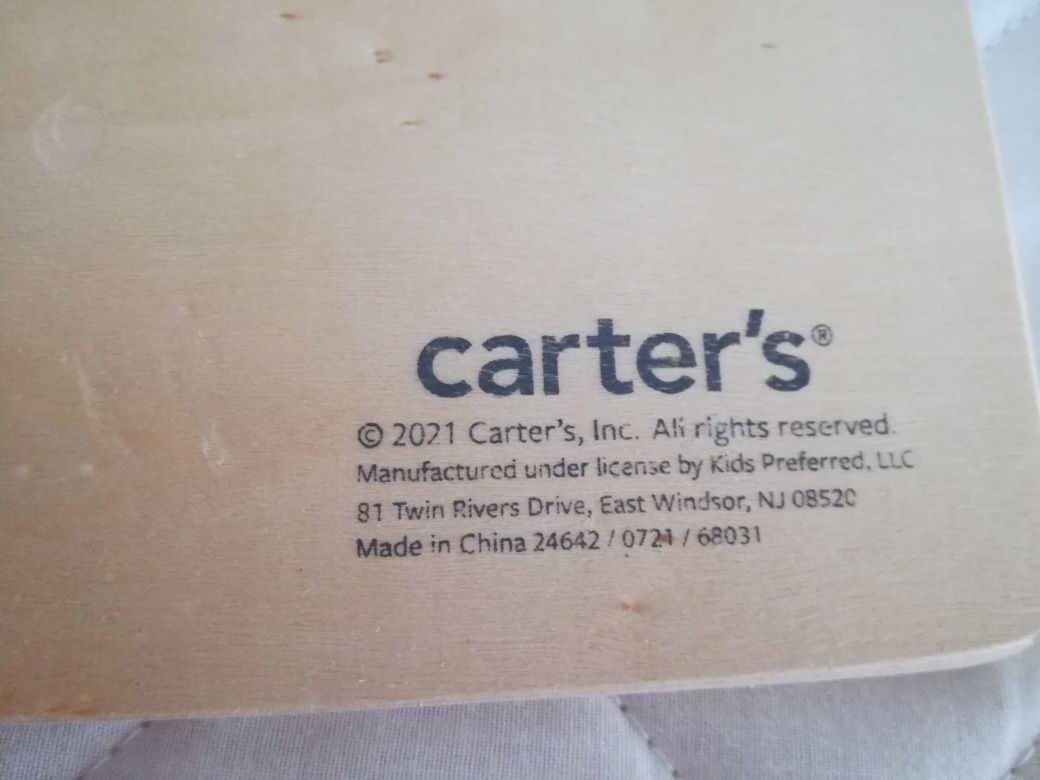 carter's®
© 2021 Carter's, Inc. All rights reserved.
Manufactured under license by Kids Preferred, LLC
81 Twin Rivers Drive, East Windsor, NJ 08520
Made in China 24642 / 0721 / 68031